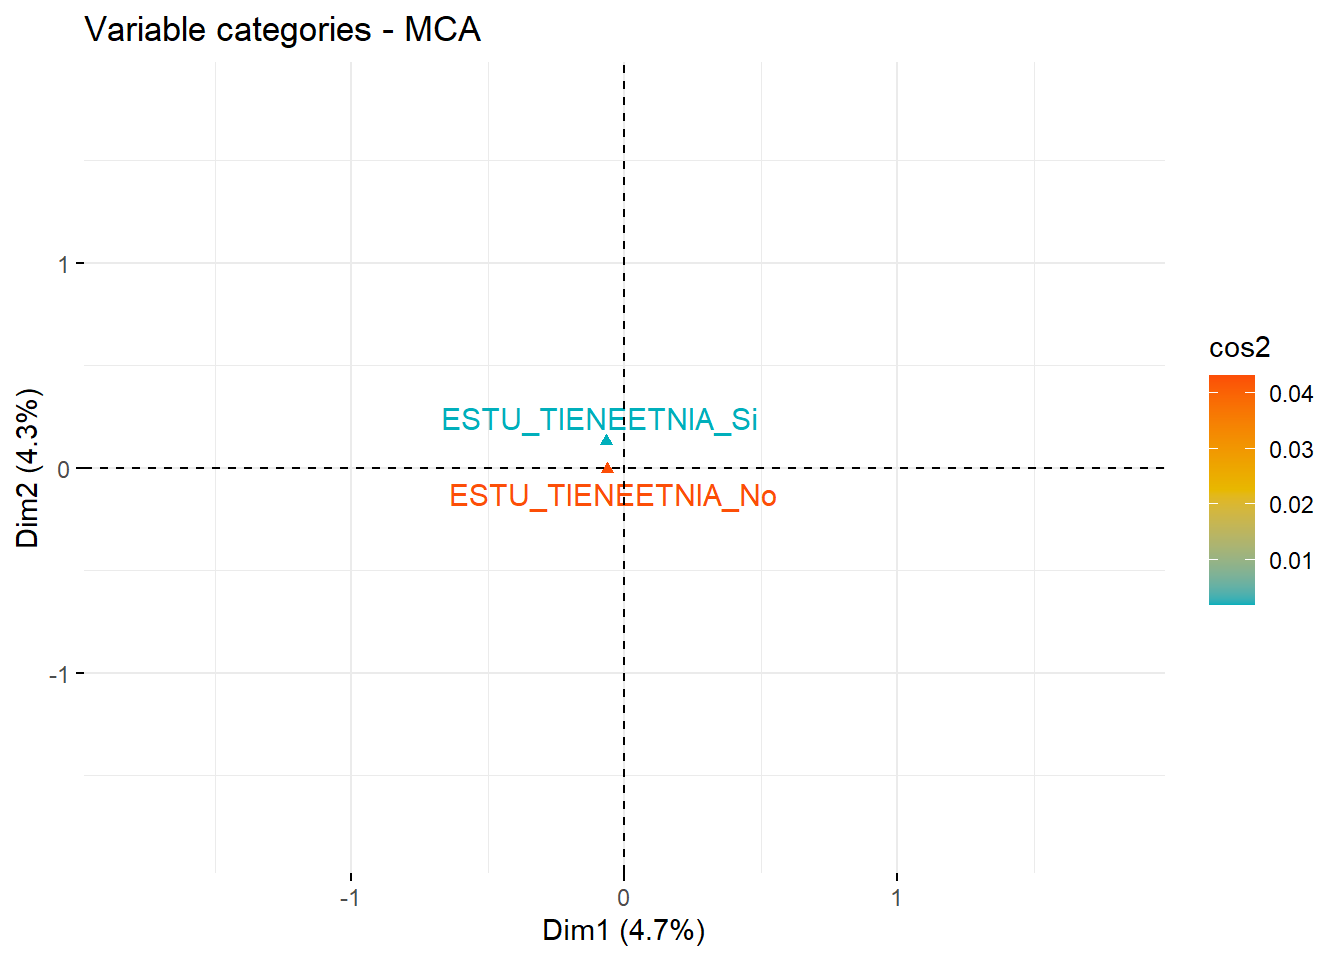 Variable categories - MCA
Dim2 (4.3%)
1
0
-1
ESTU_TIENEETNIA_Si
ESTU_TIENEETNIA_No
-1
0
1
Dim1 (4.7%)
cos2
0.04
0.03
0.02
0.01